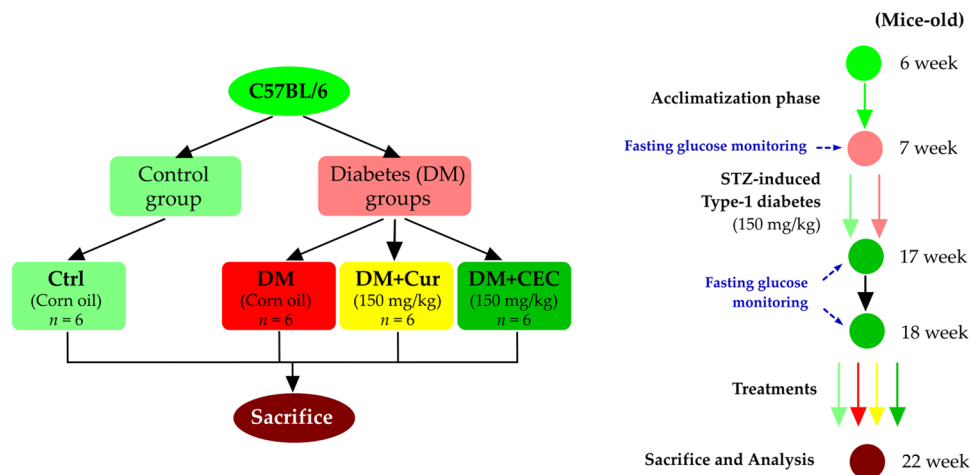 C57BL/6
Control
group
Diabetes (DM)
groups
Ctrl
(Corn oil)
n = 6
DM
(Corn oil)
n = 6
DM+Cur
(150 mg/kg)
n = 6
DM+CEC
(150 mg/kg)
n = 6
Sacrifice
(Mice-old)
6 week
Acclimatization phase
Fasting glucose monitoring
7 week
STZ-induced
Type-1 diabetes
(150 mg/kg)
17 week
Fasting glucose
monitoring
18 week
Treatments
Sacrifice and Analysis
22 week